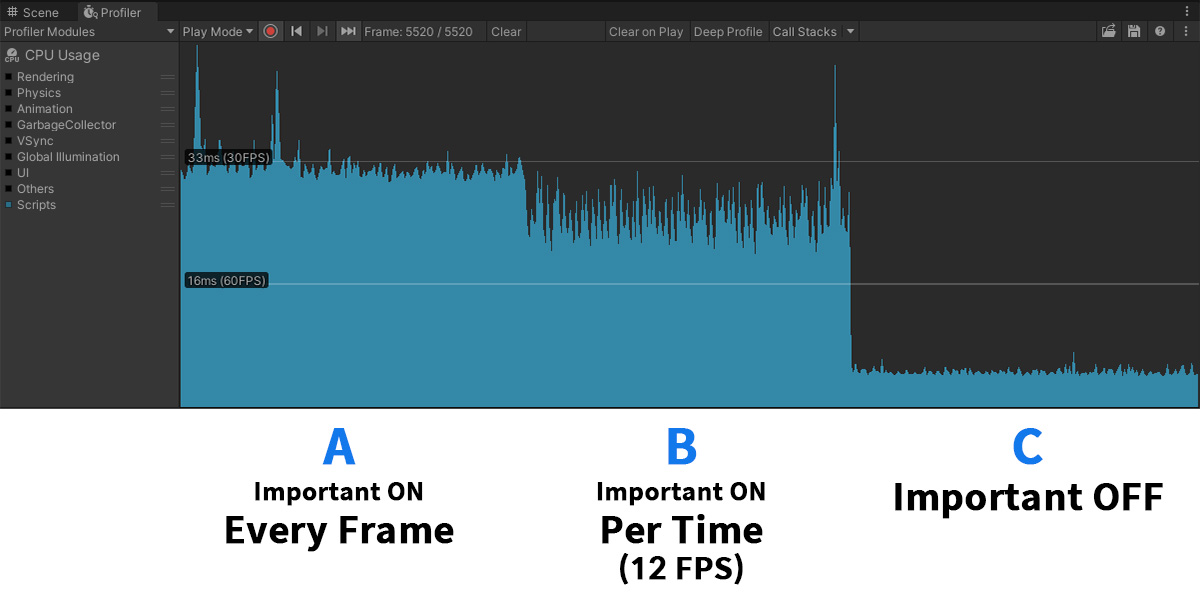 Scene Profiler
Profiler Modules Play Mode Frame: 5520 / 5520 Clear Clear on Play Deep Profile Call Stacks
CPU CPU Usage
Rendering
Physics
Animation
GarbageCollector
VSync
Global Illumination
UI
Others
Scripts
33ms (30FPS)
16ms (60FPS)
A
Important ON
Every Frame
B
Important ON
Per Time
(12 FPS)
C
Important OFF